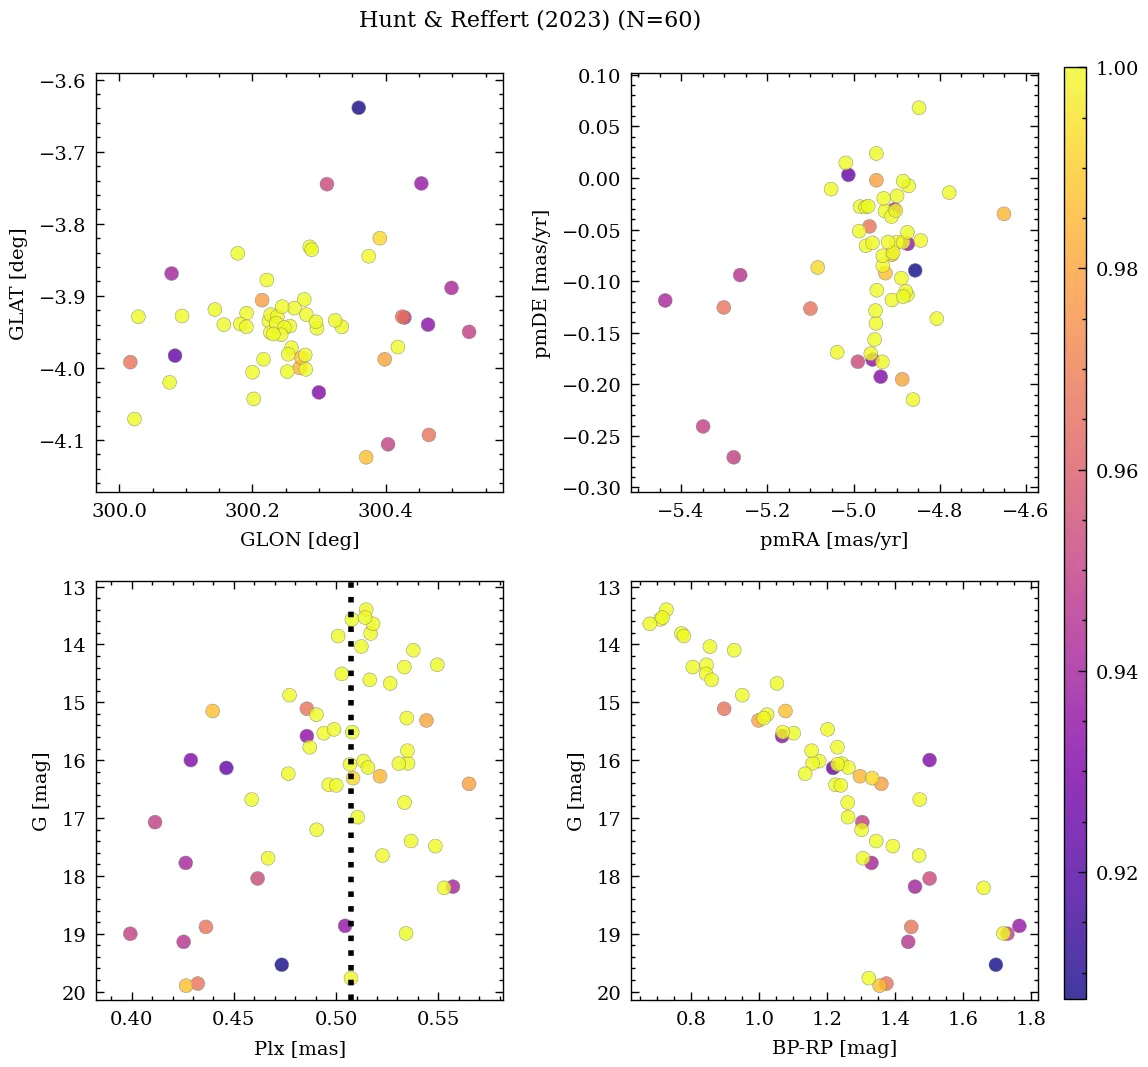 Hunt & Reffert (2023) (N=60)
−3.6
−3.7
−3.8
−3.9
−4.0
−4.1
GLAT [deg]
300.0 300.2 300.4
GLON [deg]
0.10
0.05
0.00
−0.05
−0.10
−0.15
−0.20
−0.25
−0.30
pmDE [mas/yr]
−5.4 −5.2 −5.0 −4.8 −4.6
pmRA [mas/yr]
13
14
15
16
17
18
19
20
G [mag]
0.40 0.45 0.50 0.55
Plx [mas]
13
14
15
16
17
18
19
20
G [mag]
0.8 1.0 1.2 1.4 1.6 1.8
BP-RP [mag]
1.00
0.98
0.96
0.94
0.92